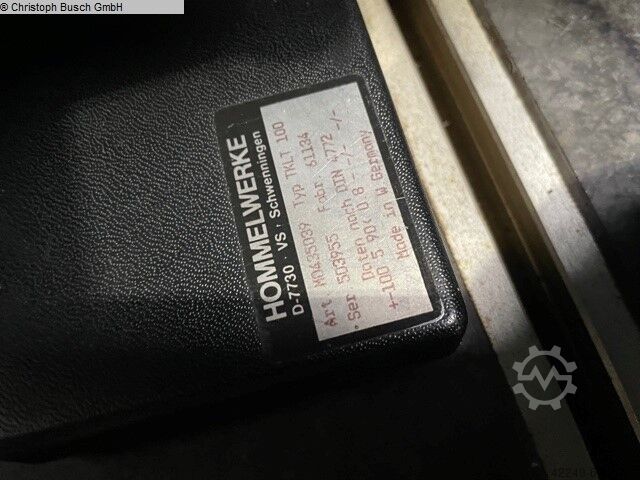 © Christoph Busch GmbH
HOMMELWERKE
D-7730 VS-Schwenningen
Art M0435039 Typ TKLT 100
Ser 503955 Fabr. 61134
Daten nach DIN 4772 -/-
+-100 5 90< 0.8 -/-
Made in W Germany